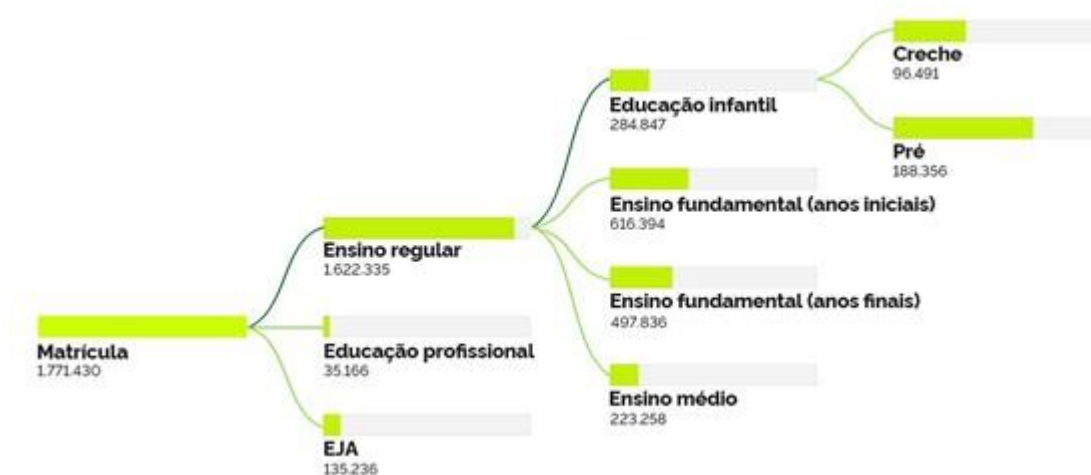 Matrícula
1.771.430
Ensino regular
1.622.335
Educação profissional
35.166
EJA
135.236
Educação infantil
284.847
Ensino fundamental (anos iniciais)
616.394
Ensino fundamental (anos finais)
497.836
Ensino médio
223.258
Creche
96.491
Pré
188.356